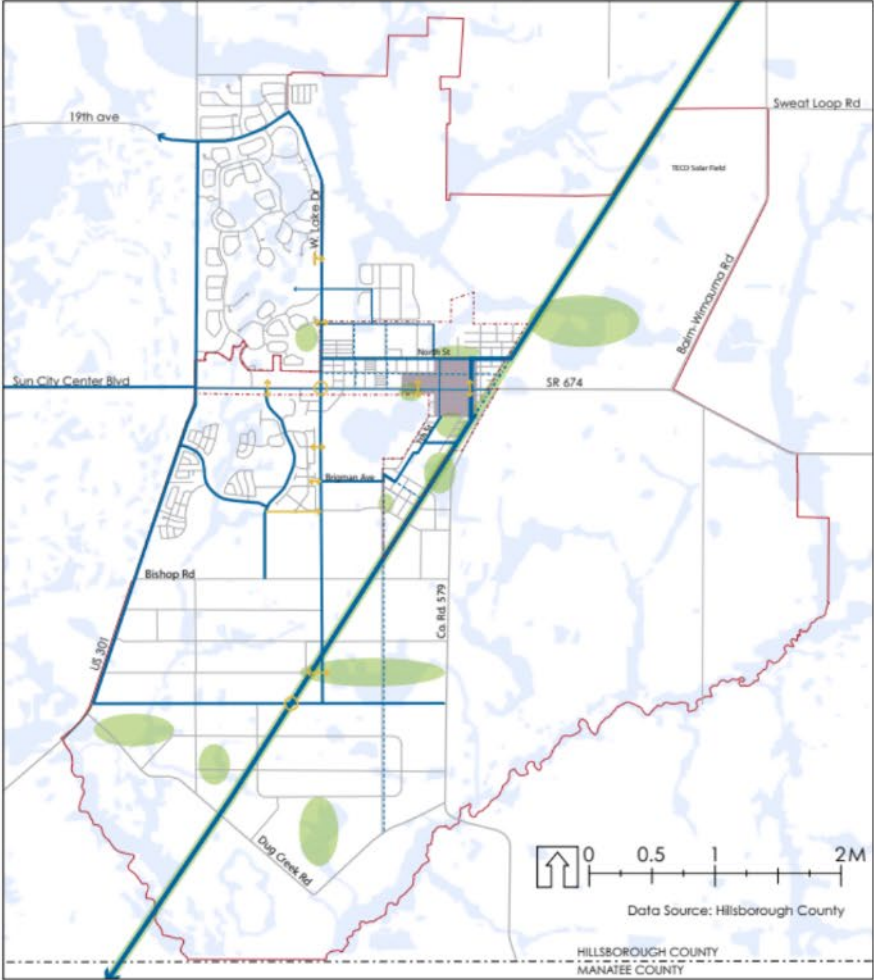 Sweat Loop Rd
19th ave
TECO Solar Field
W. Lake Dr
Balm-Wimauma Rd
North St
Sun City Center Blvd
SR 674
Brigman Ave
Bishop Rd
Co. Rd. 579
US 301
Dug Creek Rd
0 0.5 1 2M
Data Source: Hillsborough County
HILLSBOROUGH COUNTY
MANATEE COUNTY